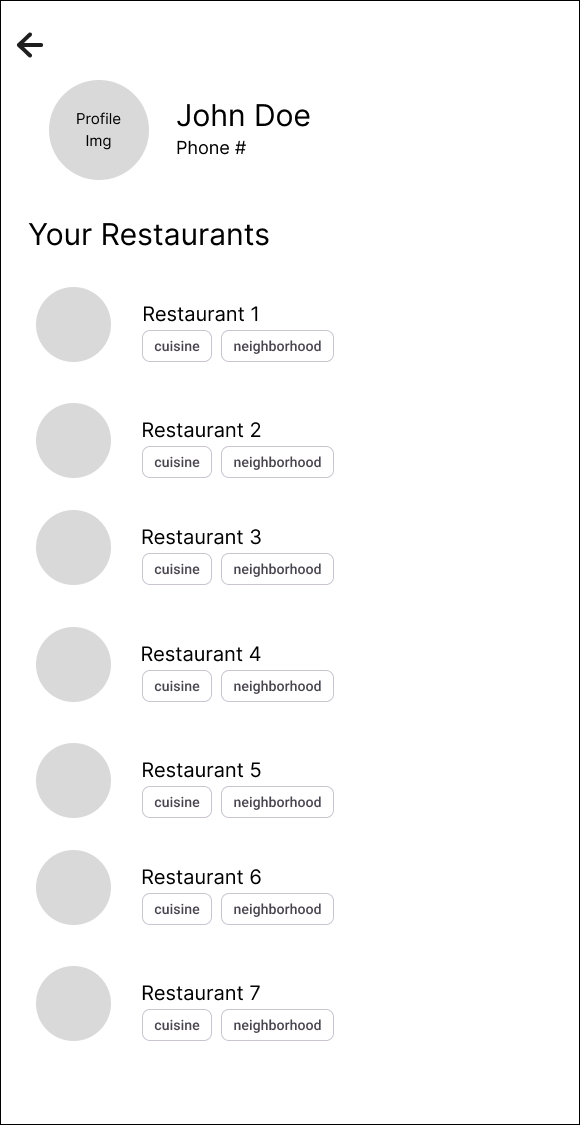 Profile
Img
John Doe
Phone #
Your Restaurants
Restaurant 1
cuisine neighborhood
Restaurant 2
cuisine neighborhood
Restaurant 3
cuisine neighborhood
Restaurant 4
cuisine neighborhood
Restaurant 5
cuisine neighborhood
Restaurant 6
cuisine neighborhood
Restaurant 7
cuisine neighborhood